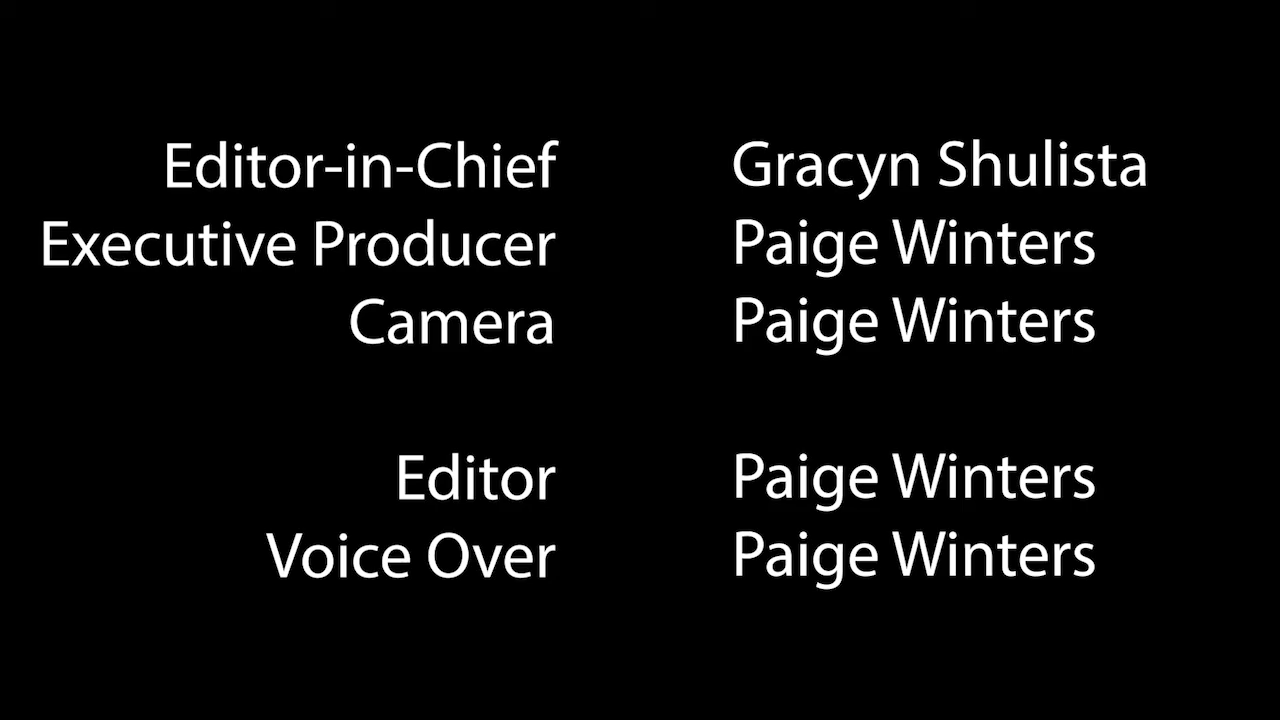 Editor-in-Chief Gracyn Shulista
Executive Producer Paige Winters
Camera Paige Winters
Editor Paige Winters
Voice Over Paige Winters